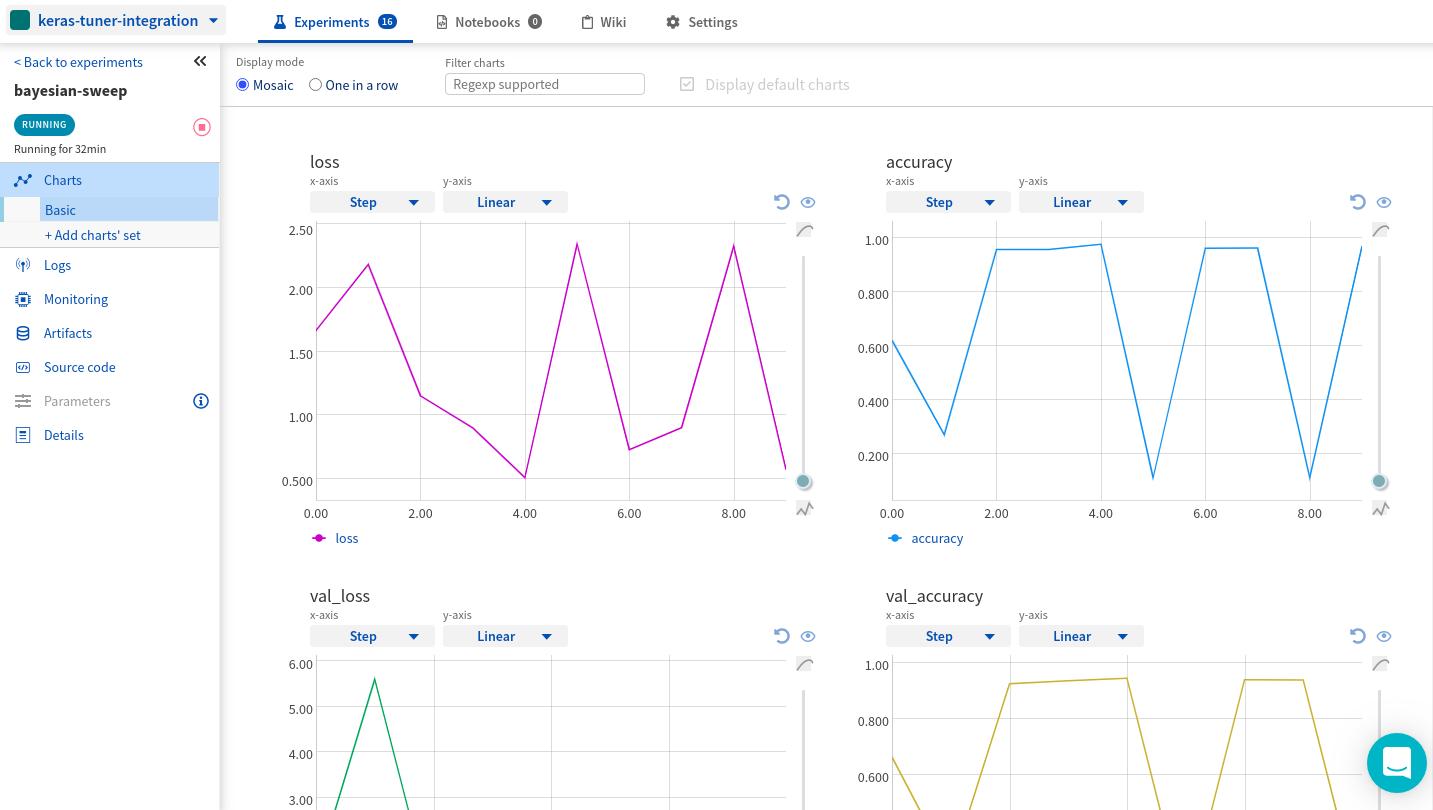 keras-tuner-integration
Experiments 16
Notebooks 0
Wiki
Settings
< Back to experiments
bayesian-sweep
RUNNING
Running for 32min
Charts
Basic
+ Add charts' set
Logs
Monitoring
Artifacts
Source code
Parameters
Details
Display mode
Mosaic
One in a row
Filter charts
Regexp supported
Display default charts
loss
x-axis y-axis
Step Linear
2.50
2.00
1.50
1.00
0.500
0.00 2.00 4.00 6.00 8.00
loss
accuracy
x-axis y-axis
Step Linear
1.00
0.800
0.600
0.400
0.200
0.00 2.00 4.00 6.00 8.00
accuracy
val_loss
x-axis y-axis
Step Linear
6.00
5.00
4.00
3.00
val_accuracy
x-axis y-axis
Step Linear
1.00
0.800
0.600